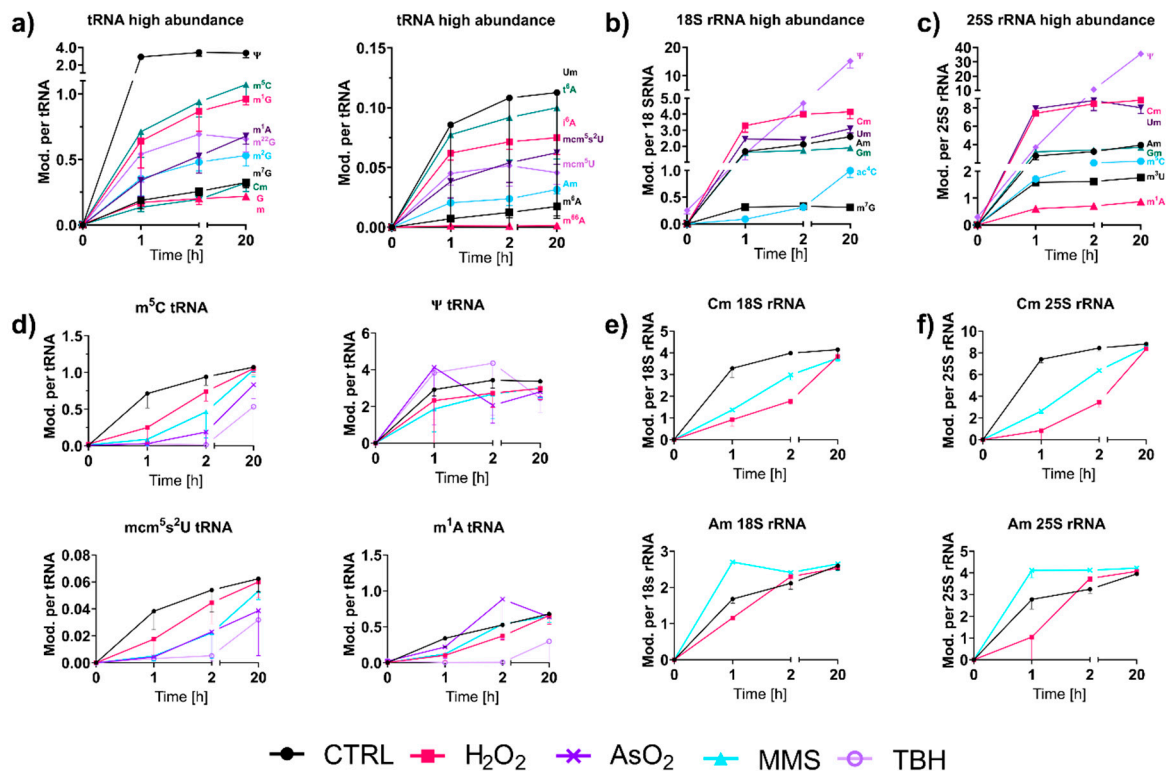 a)
tRNA high abundance
Mod. per tRNA
4.0
2.0
1.0
0.5
0.0
0
1
2
20
Time [h]
Ψ
m⁵C
m¹G
m¹A
m²²G
m²G
m⁷G
Cm
G
m
tRNA high abundance
Mod. per tRNA
0.15
0.10
0.05
0.00
0
1
2
20
Time [h]
Um
t⁶A
i⁶A
mcm⁵s²U
mcm⁵U
Am
m⁶A
m⁶⁶A
b)
18S rRNA high abundance
Mod. per 18 SRNA
20
15
10
5
4.0
3.0
2.0
1.0
0.5
0.0
0
1
2
20
Time [h]
Ψ
Cm
Um
Am
Gm
ac⁴C
m⁷G
c)
25S rRNA high abundance
Mod. per 25S rRNA
40
30
20
10
8
6
4
2
1
0
0
1
2
20
Time [h]
Ψ
Cm
Um
Am
Gm
m⁵C
m³U
m¹A
d)
m⁵C tRNA
Mod. per tRNA
1.5
1.0
0.5
0.0
0
1
2
20
Time [h]
Ψ tRNA
Mod. per tRNA
6
4
2
0
0
1
2
20
Time [h]
e)
Cm 18S rRNA
Mod. per 18S rRNA
6
4
2
0
0
1
2
20
Time [h]
f)
Cm 25S rRNA
Mod. per 25S rRNA
10
8
6
4
2
0
0
1
2
20
Time [h]
mcm⁵s²U tRNA
Mod. per tRNA
0.08
0.06
0.04
0.02
0.00
0
1
2
20
Time [h]
m¹A tRNA
Mod. per tRNA
1.5
1.0
0.5
0.0
0
1
2
20
Time [h]
Am 18S rRNA
Mod. per 18s rRNA
3
2
1
0
0
1
2
20
Time [h]
Am 25S rRNA
Mod. per 25S rRNA
5
4
3
2
1
0
0
1
2
20
Time [h]
CTRL H₂O₂ AsO₂ MMS TBH